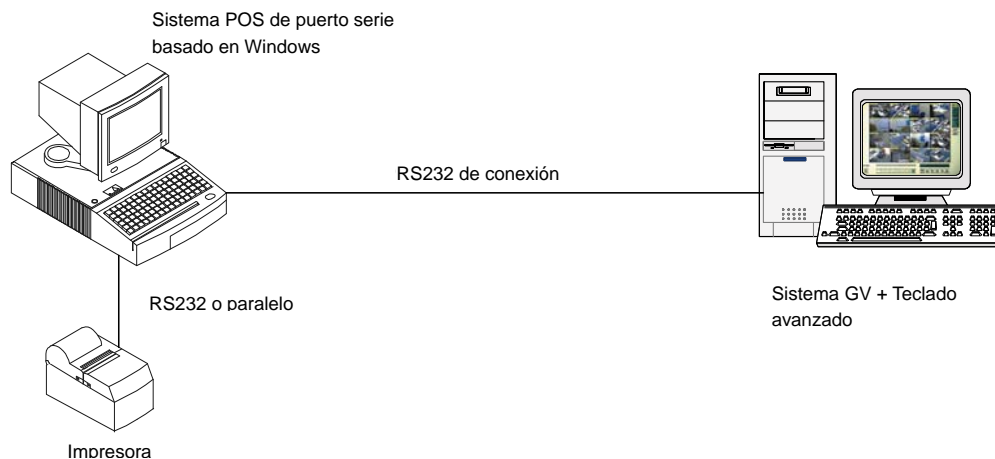 Sistema POS de puerto serie
basado en Windows
RS232 de conexión
RS232 o paralelo
Sistema GV + Teclado
avanzado
Impresora